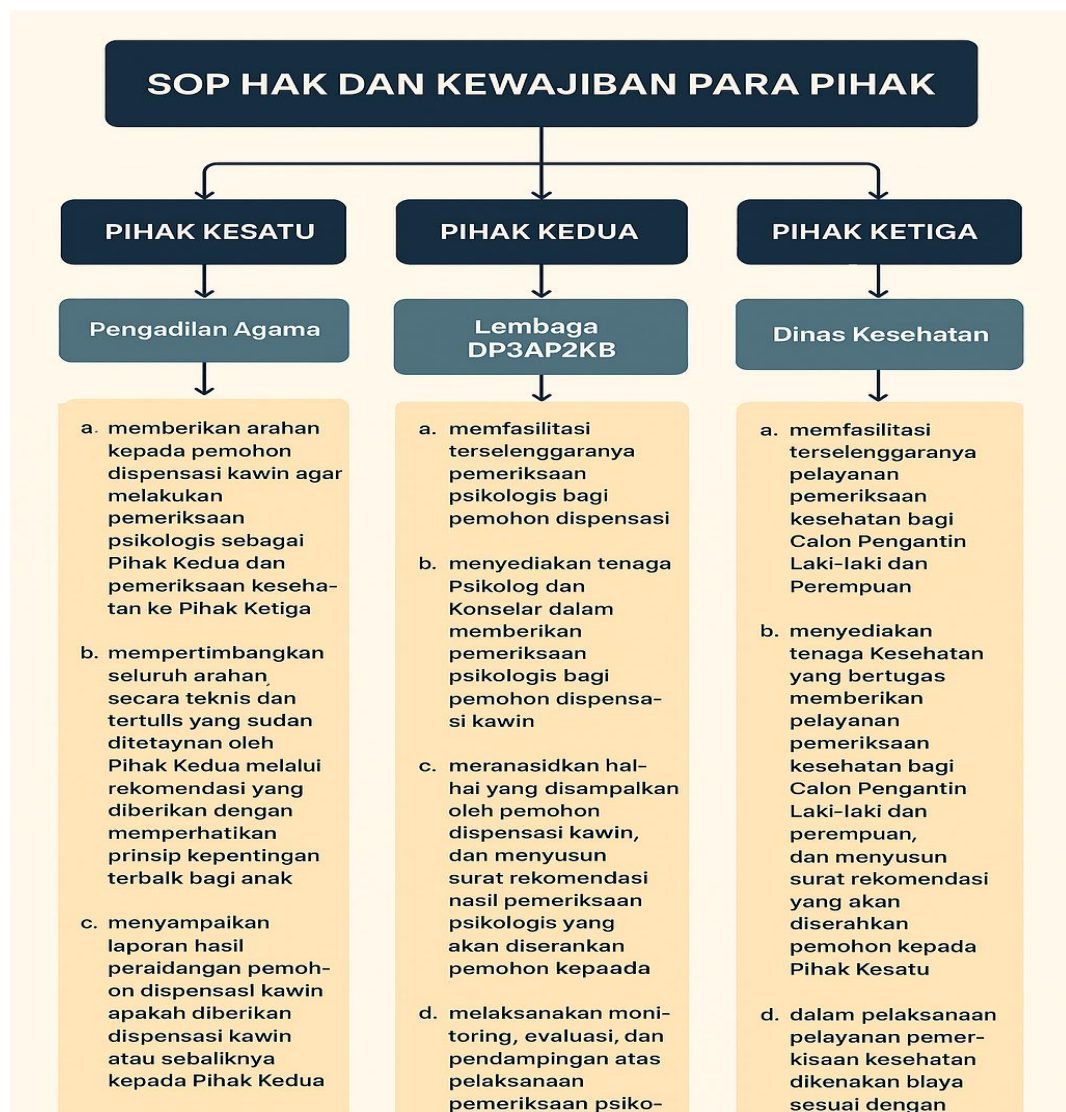 SOP HAK DAN KEWAJIBAN PARA PIHAK
PIHAK KESATU
Pengadilan Agama
a. memberikan arahan
kepada pemohon
dispensasi kawin agar
melakukan
pemeriksaan
psikologis sebagai
Pihak Kedua dan
pemeriksaan keseha-
tan ke Pihak Ketiga
b. mempertimbangkan
seluruh arahan,
secara teknis dan
tertulls yang sudan
ditetaynan oleh
Pihak Kedua melalui
rekomendasi yang
diberikan dengan
memperhatikan
prinsip kepentingan
terbalk bagi anak
c. menyampaikan
laporan hasil
peraidangan pemoh-
on dispensasl kawin
apakah diberikan
dispensasi kawin
atau sebaliknya
kepada Pihak Kedua
PIHAK KEDUA
Lembaga
DP3AP2KB
a. memfasilitasi
terselenggaranya
pemeriksaan
psikologis bagi
pemohon dispensasi
b. menyediakan tenaga
Psikolog dan
Konselar dalam
memberikan
pemeriksaan
psikologis bagi
pemohon dispensa-
si kawin
c. meranasidkan hal-
hai yang disampalkan
oleh pemohon
dispensasi kawin,
dan menyusun
surat rekomendasi
nasil pemeriksaan
psikologis yang
akan diserankan
pemohon kepaada
d. melaksanakan moni-
toring, evaluasi, dan
pendampingan atas
pelaksanaan
pemeriksaan psiko-
PIHAK KETIGA
Dinas Kesehatan
a. memfasilitasi
terselenggaranya
pelayanan
pemeriksaan
kesehatan bagi
Calon Pengantin
Laki-laki dan
Perempuan
b. menyediakan
tenaga Kesehatan
yang bertugas
memberikan
pelayanan
pemeriksaan
kesehatan bagi
Calon Pengantin
Laki-laki dan
perempuan,
dan menyusun
surat rekomendasi
yang akan
diserahkan
pemohon kepada
Pihak Kesatu
d. dalam pelaksanaan
pelayanan pemer-
kisaan kesehatan
dikenakan blaya
sesuai dengan